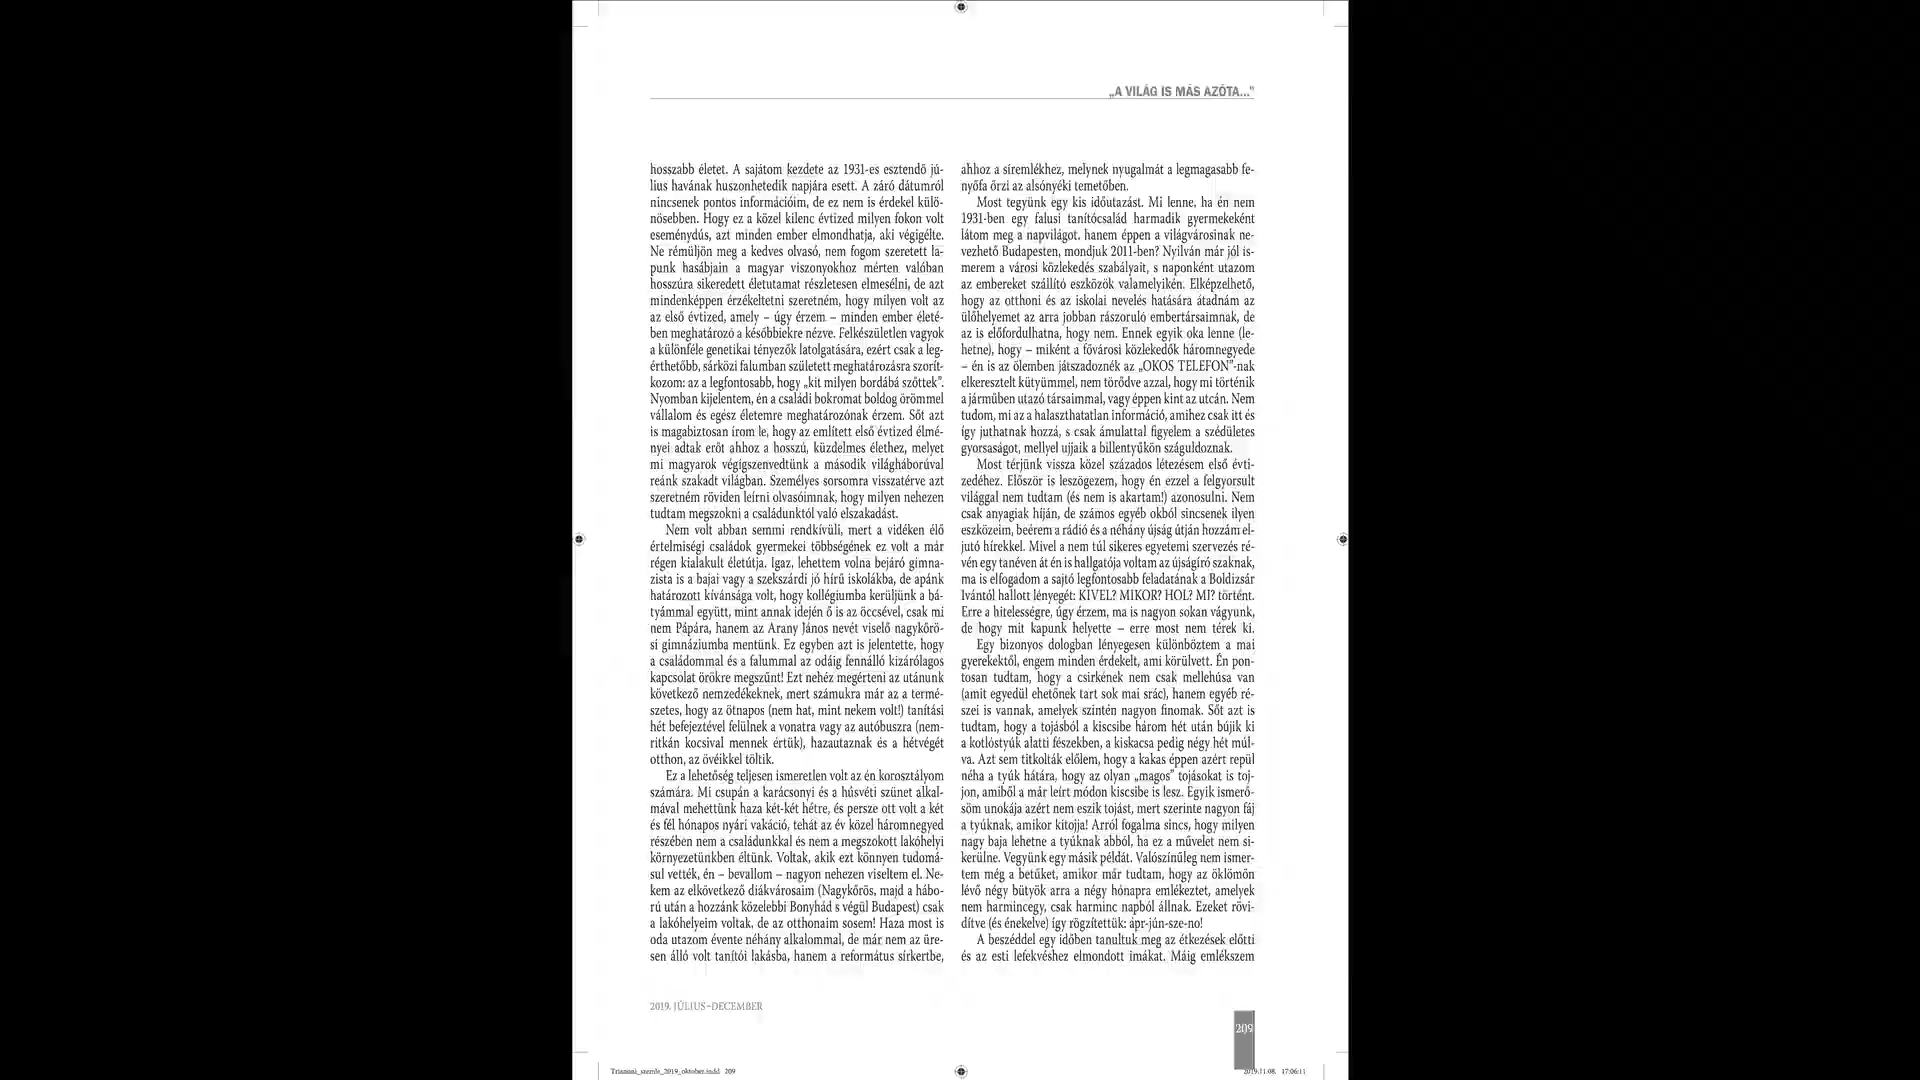 „A VILÁG IS MÁS AZÓTA..."
hosszabb életet. A sajátom kezdete az 1931-es esztendő jú-
lius havának huszonhetedik napjára esett. A záró dátumról
nincsenek pontos információim, de ez nem is érdekel külö-
nösebben. Hogy ez a közel kilenc évtized milyen fokon volt
eseménydús, azt minden ember elmondhatja, aki végigélte.
Ne rémüljön meg a kedves olvasó, nem fogom szeretett la-
punk hasábjain a magyar viszonyokhoz mérten valóban
hosszúra sikeredett életutamat részletesen elmesélni, de azt
mindenképpen érzékeltetni szeretném, hogy milyen volt az
az első évtized, amely – úgy érzem – minden ember életé-
ben meghatározó a későbbiekre nézve. Felkészületlen vagyok
a különféle genetikai tényezők latolgatására, ezért csak a leg-
érthetőbb, sárközi falumban született meghatározásra szorít-
kozom: az a legfontosabb, hogy „kit milyen bordábá szőttek”.
Nyomban kijelentem, én a családi bokromat boldog örömmel
vállalom és egész életemre meghatározónak érzem. Sőt azt
is magabiztosan írom le, hogy az említett első évtized élmé-
nyei adtak erőt ahhoz a hosszú, küzdelmes élethez, melyet
mi magyarok végígszenvedtünk a második világháborúval
reánk szakadt világban. Személyes sorsomra visszatérve azt
szeretném röviden leírni olvasóimnak, hogy milyen nehezen
tudtam megszokni a családunktól való elszakadást.
Nem volt abban semmi rendkívüli, mert a vidéken élő
értelmiségi családok gyermekei többségének ez volt a már
régen kialakult életútja. Igaz, lehettem volna bejáró gimna-
zista is a bajai vagy a szekszárdi jó hírű iskolákba, de apánk
határozott kívánsága volt, hogy kollégiumba kerüljünk a bá-
tyámmal együtt, mint annak idején ő is az öccsével, csak mi
nem Pápára, hanem az Arany János nevét viselő nagykőrö-
si gimnáziumba mentünk. Ez egyben azt is jelentette, hogy
a családommal és a falummal az odáig fennálló kizárólagos
kapcsolat örökre megszűnt! Ezt nehéz megérteni az utánunk
következő nemzedékeknek, mert számukra már az a termé-
szetes, hogy az ötnapos (nem hat, mint nekem volt!) tanítási
hét befejeztével felülnek a vonatra vagy az autóbuszra (nem-
ritkán kocsival mennek értük), hazautaznak és a hétvégét
otthon, az övéikkel töltik.
Ez a lehetőség teljesen ismeretlen volt az én korosztályom
számára. Mi csupán a karácsonyi és a húsvéti szünet alkal-
mával mehettünk haza két-két hétre, és persze ott volt a két
és fél hónapos nyári vakáció, tehát az év közel háromnegyed
részében nem a családunkkal és nem a megszokott lakóhelyi
környezetünkben éltünk. Voltak, akik ezt könnyen tudomá-
sul vették, én – bevallom – nagyon nehezen viseltem el. Ne-
kem az elkövetkező diákvárosaim (Nagykőrös, majd a hábo-
rú után a hozzánk közelebbi Bonyhád s végül Budapest) csak
a lakóhelyeim voltak, de az otthonaim sosem! Haza most is
oda utazom évente néhány alkalommal, de már nem az üre-
sen álló volt tanítói lakásba, hanem a református sírkertbe,
ahhoz a síremlékhez, melynek nyugalmát a legmagasabb fe-
nyőfa őrzi az alsónyéki temetőben.
Most tegyünk egy kis időutazást. Mi lenne, ha én nem
1931-ben egy falusi tanítócsalád harmadik gyermekeként
látom meg a napvilágot, hanem éppen a világvárosinak ne-
vezhető Budapesten, mondjuk 2011-ben? Nyilván már jól is-
merem a városi közlekedés szabályait, s naponként utazom
az embereket szállító eszközök valamelyikén. Elképzelhető,
hogy az otthoni és az iskolai nevelés hatására átadnám az
ülőhelyemet az arra jobban rászoruló embertársaimnak, de
az is előfordulhatna, hogy nem. Ennek egyik oka lenne (le-
hetne), hogy – miként a fővárosi közlekedők háromnegyede
– én is az ölemben játszadoznék az „OKOS TELEFON”-nak
elkeresztelt kütyümmel, nem törődve azzal, hogy mi történik
a járműben utazó társaimmal, vagy éppen kint az utcán. Nem
tudom, mi az a halaszthatatlan információ, amihez csak itt és
így juthatnak hozzá, s csak ámulattal figyelem a szédületes
gyorsaságot, mellyel ujjaik a billentyűkön száguldoznak.
Most térjünk vissza közel százados létezésem első évti-
zedéhez. Először is leszögezem, hogy én ezzel a felgyorsult
világgal nem tudtam (és nem is akartam!) azonosulni. Nem
csak anyagiak híján, de számos egyéb okból sincsenek ilyen
eszközeim, beérem a rádió és a néhány újság útján hozzám el-
jutó hírekkel. Mivel a nem túl sikeres egyetemi szervezés ré-
vén egy tanéven át én is hallgatója voltam az újságíró szaknak,
ma is elfogadom a sajtó legfontosabb feladatának a Boldizsár
Ivántól hallott lényegét: KIVEL? MIKOR? HOL? MI? történt.
Erre a hitelességre, úgy érzem, ma is nagyon sokan vágyunk,
de hogy mit kapunk helyette – erre most nem térek ki.
Egy bizonyos dologban lényegesen különböztem a mai
gyerekektől, engem minden érdekelt, ami körülvett. Én pon-
tosan tudtam, hogy a csirkének nem csak mellehúsa van
(amit egyedül ehetőnek tart sok mai srác), hanem egyéb ré-
szei is vannak, amelyek szintén nagyon finomak. Sőt azt is
tudtam, hogy a tojásból a kiscsibe három hét után bújik ki
a kotlóstyúk alatti fészekben, a kiskacsa pedig négy hét múl-
va. Azt sem titkolták előlem, hogy a kakas éppen azért repül
néha a tyúk hátára, hogy az olyan „magos” tojásokat is toj-
jon, amiből a már leírt módon kiscsibe is lesz. Egyik ismerő-
söm unokája azért nem eszik tojást, mert szerinte nagyon fáj
a tyúknak, amikor kitojja! Arról fogalma sincs, hogy milyen
nagy baja lehetne a tyúknak abból, ha ez a művelet nem si-
kerülne. Vegyünk egy másik példát. Valószínűleg nem ismer-
tem még a betűket, amikor már tudtam, hogy az öklömön
lévő négy bütyök arra a négy hónapra emlékeztet, amelyek
nem harmincegy, csak harminc napból állnak. Ezeket rövi-
dítve (és énekelve) így rögzítettük: ápr-jún-sze-no!
A beszéddel egy időben tanultuk meg az étkezések előtti
és az esti lefekvéshez elmondott imákat. Máig emlékszem
2019. JÚLIUS–DECEMBER
209
Trianoni_szemle_2019_oktober.indd 209
2019.11.08. 17:06:11